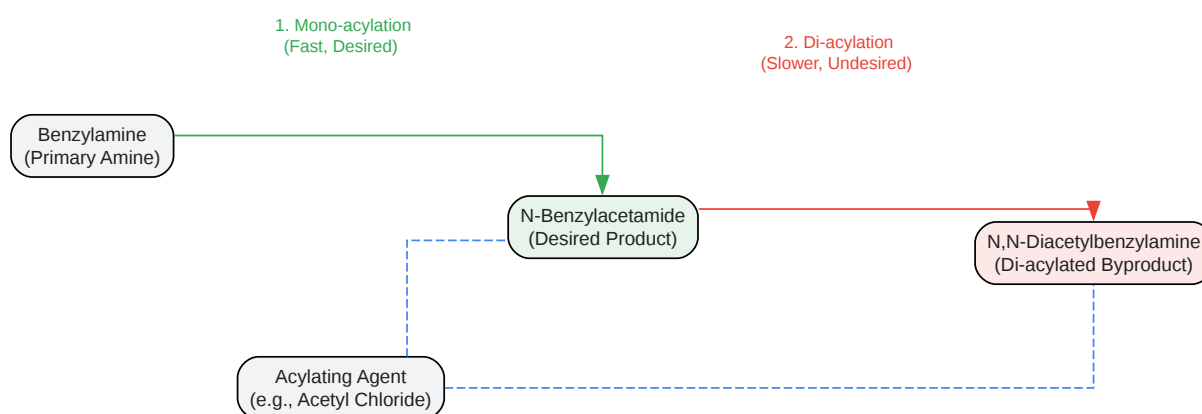 1. Mono-acylation
(Fast, Desired)
2. Di-acylation
(Slower, Undesired)
Benzylamine
(Primary Amine)
N-Benzylacetamide
(Desired Product)
N,N-Diacetylbenzylamine
(Di-acylated Byproduct)
Acylating Agent
(e.g., Acetyl Chloride)